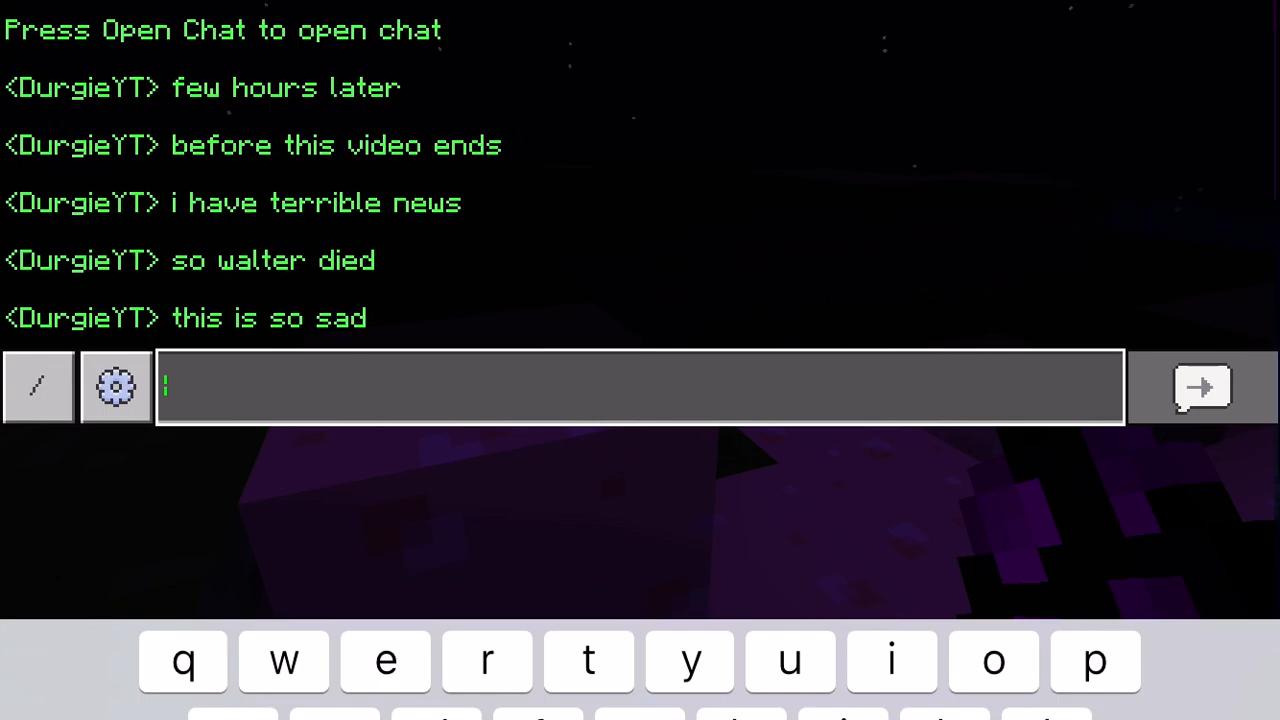 Press Open Chat to open chat
<DurgieYT> few hours later
<DurgieYT> before this video ends
<DurgieYT> i have terrible news
<DurgieYT> so walter died
<DurgieYT> this is so sad
/
q w e r t y u i o p